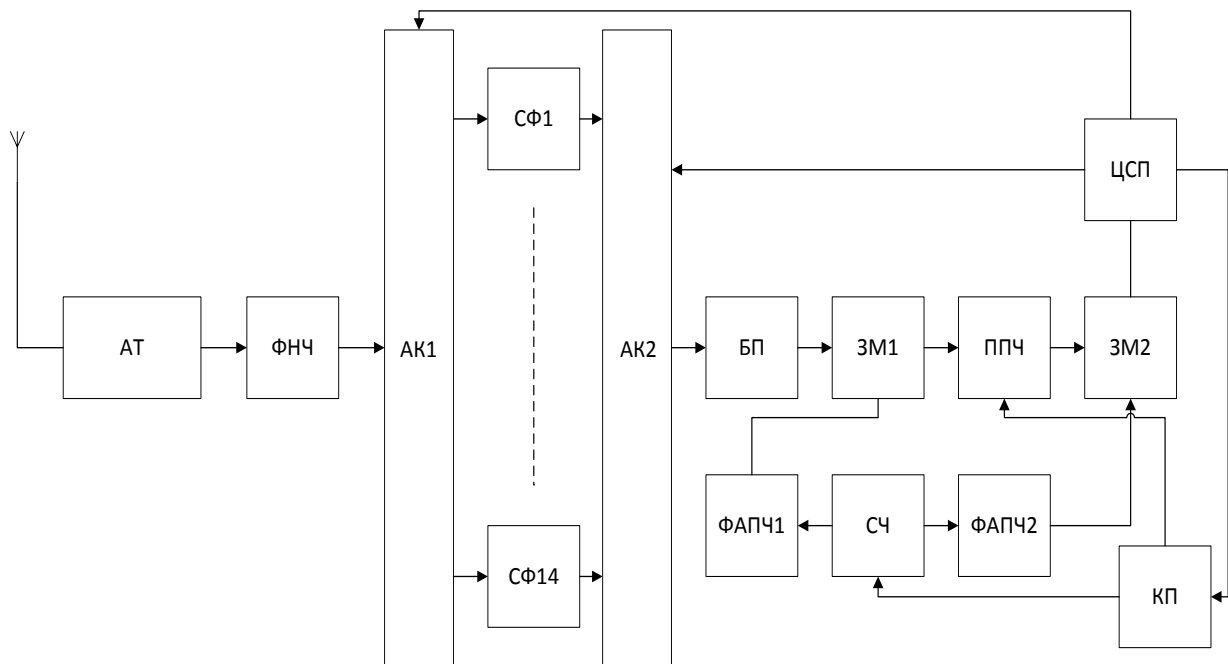 СФ1
ЦСП
АТ
ФНЧ
АК1
АК2
БП
ЗМ1
ППЧ
ЗМ2
ФАПЧ1
СЧ
ФАПЧ2
СФ14
КП